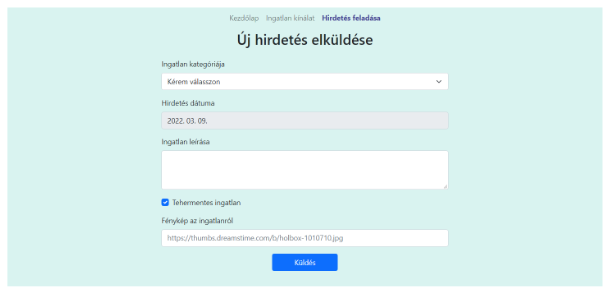 Kezdőlap Ingatlan kínálat Hirdetés feladása
Új hirdetés elküldése
Ingatlan kategóriája
Kérem válasszon
Hirdetés dátuma
2022. 03. 09.
Ingatlan leírása
Tehermentes ingatlan
Fénykép az ingatlanról
https://thumbs.dreamstime.com/b/holbox-1010710.jpg
Küldés